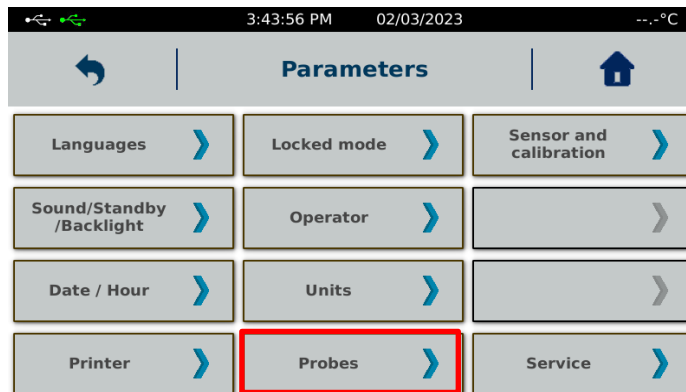 3:43:56 PM 02/03/2023 --.-°C
Parameters
Languages
Locked mode
Sensor and
calibration
Sound/Standby
/Backlight
Operator
Date / Hour
Units
Printer
Probes
Service